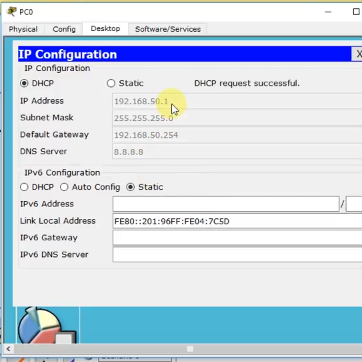 PC0
Physical Config Desktop Software/Services
IP Configuration X
IP Configuration
DHCP Static DHCP request successful.
IP Address 192.168.50.1
Subnet Mask 255.255.255.0
Default Gateway 192.168.50.254
DNS Server 8.8.8.8
IPv6 Configuration
DHCP Auto Config Static
IPv6 Address /
Link Local Address FE80::201:96FF:FE04:7C5D
IPv6 Gateway
IPv6 DNS Server